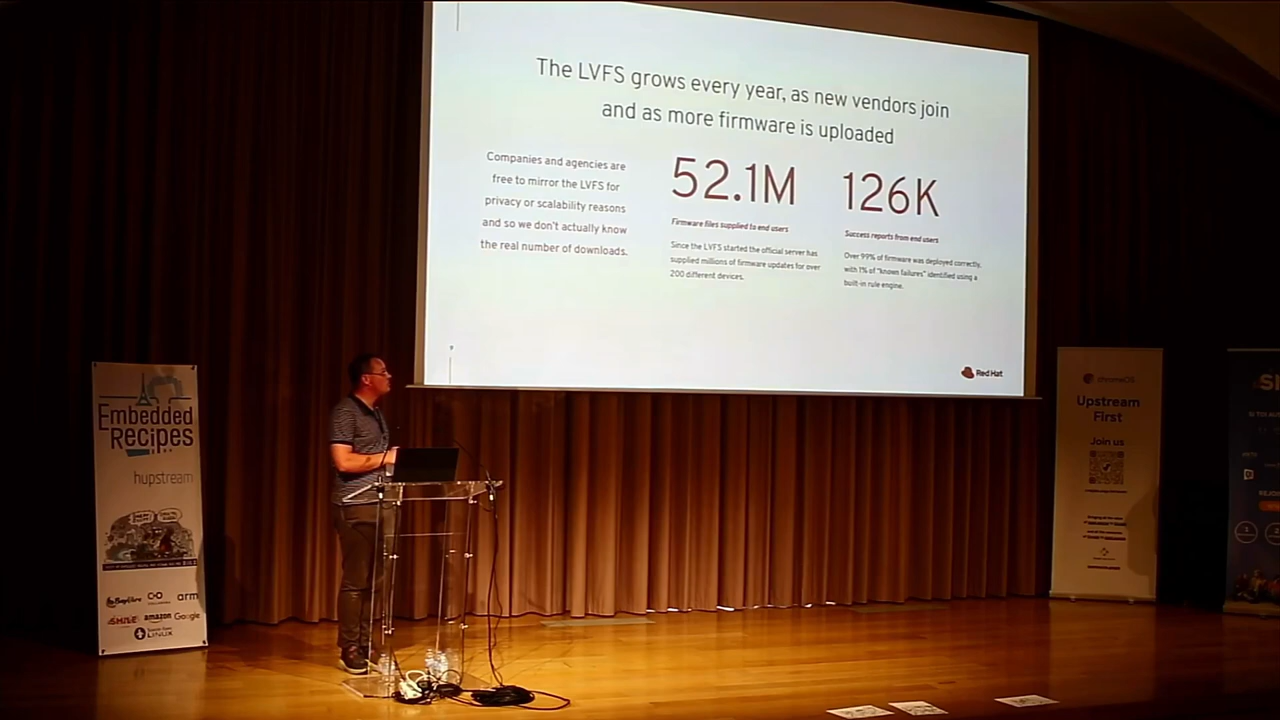 The LVFS grows every year, as new vendors join
and as more firmware is uploaded
Companies and agencies are
free to mirror the LVFS for
privacy or scalability reasons
and so we don't actually know
the real number of downloads.
52.1M
Firmware files supplied to end users
Since the LVFS started the official server has
supplied millions of firmware updates for over
200 different devices.
126K
Success reports from end users
Over 99% of firmware was deployed correctly,
with 1% of "known failures" identified using a
built-in rule engine.
Red Hat
Embedded
Recipes
hupstream
arm
SMILE amazon Google
LINUX
chromeOS
Upstream
First
Join us